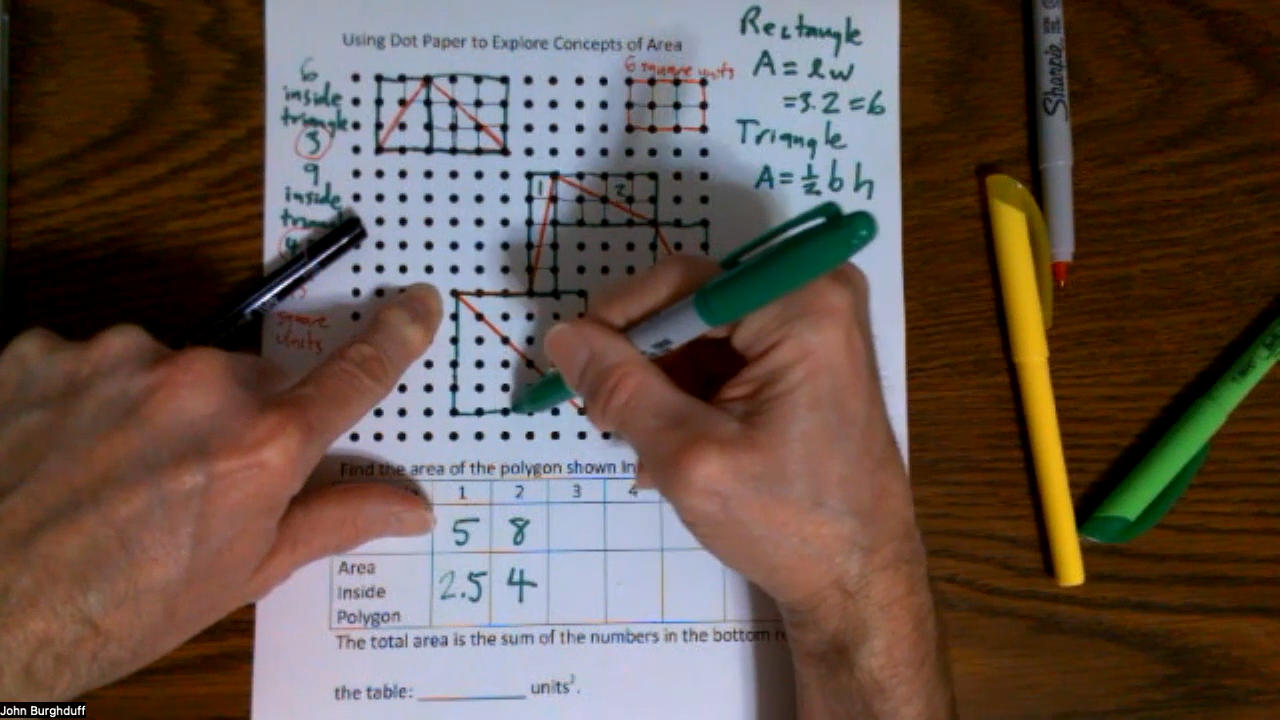 Using Dot Paper to Explore Concepts of Area
6
inside
triangle
3
9
inside
square
units
6 square units
Rectangle
A = lw
= 3.2 = 6
Triangle
A = ½ b h
1
2
Find the area of the polygon shown
1 2 3 4
5 8
Area
Inside
Polygon
2.5 4
The total area is the sum of the numbers in the bottom
the table: ________ units².
Sharpie
John Burghduff